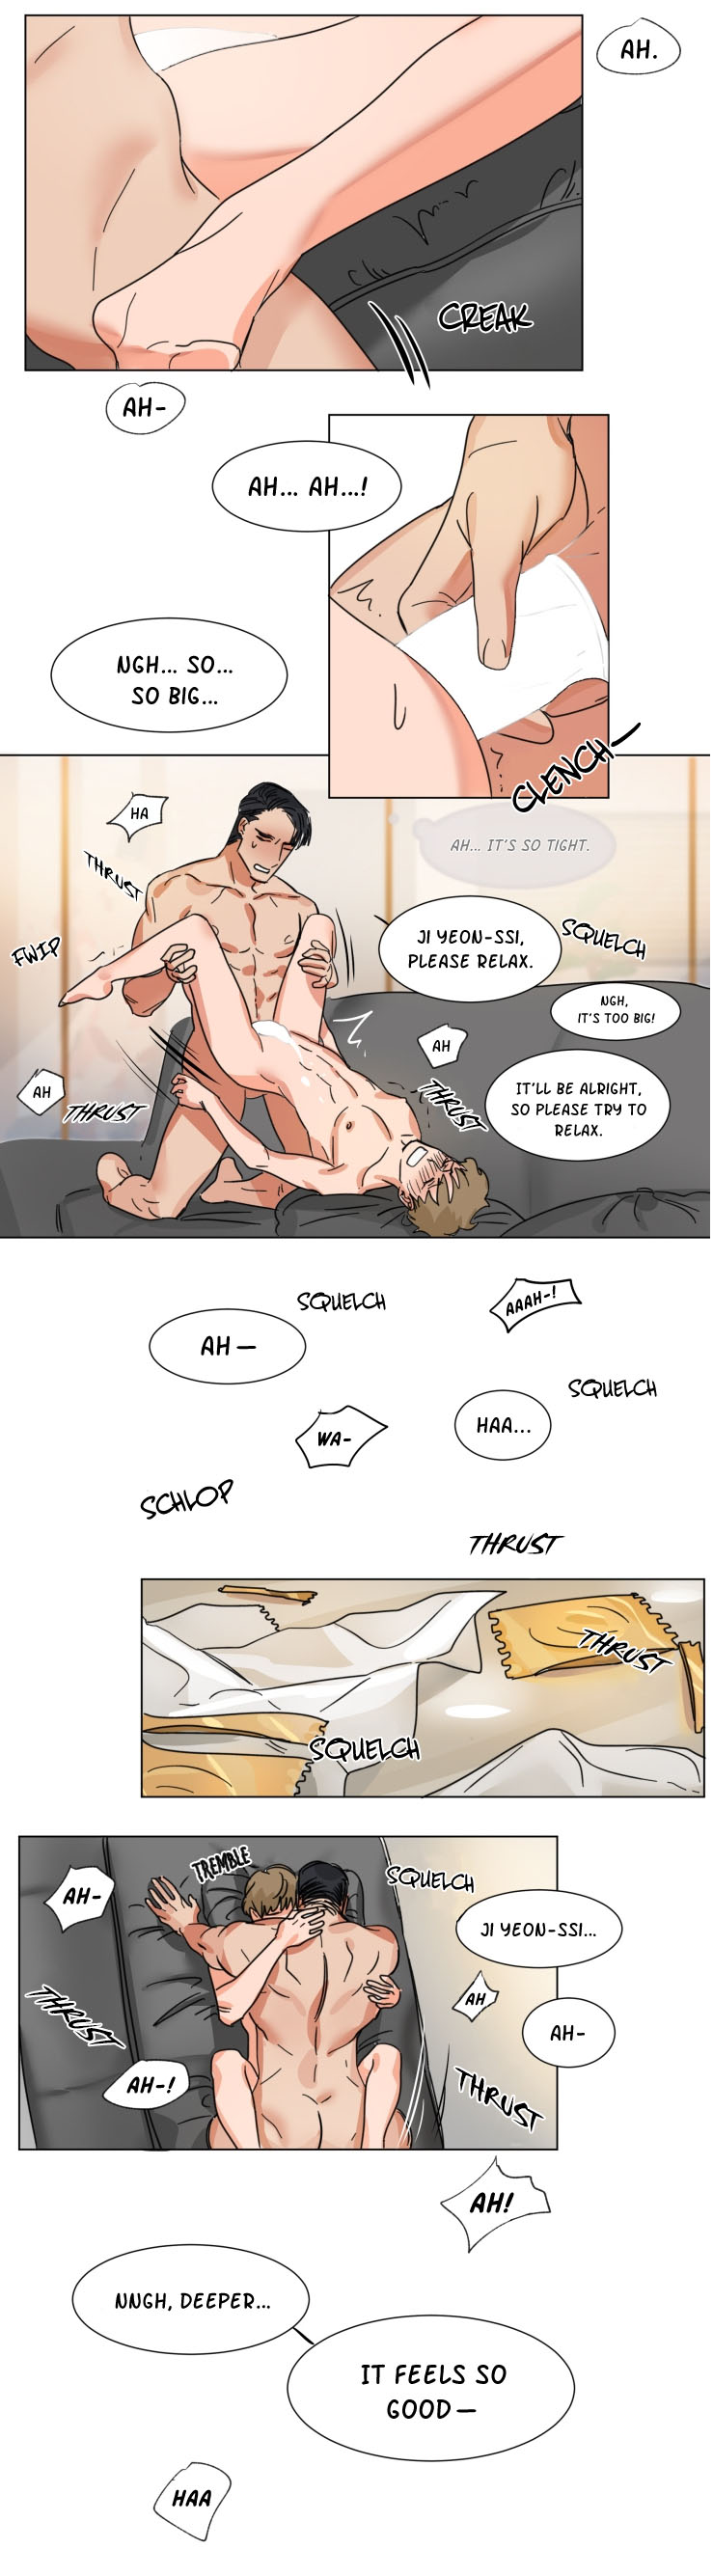 AH.
CREAK
AH-
AH... AH...!
NGH... SO...
SO BIG...
CLENCH
HA
AH... IT'S SO TIGHT.
THRUST
JI YEON-SSI,
PLEASE RELAX.
SQUELCH
FWIP
NGH,
IT'S TOO BIG!
AH
AH
THRUST
THRUST
IT'LL BE ALRIGHT,
SO PLEASE TRY TO
RELAX.
SQUELCH
AAAH-!
AH—
SQUELCH
HAA...
WA-
SCHLOP
THRUST
THRUST
SQUELCH
TREMBLE
SQUELCH
AH-
JI YEON-SSI...
AH
THRUST
AH-
AH-!
THRUST
AH!
NNGH, DEEPER...
IT FEELS SO
GOOD—
HAA